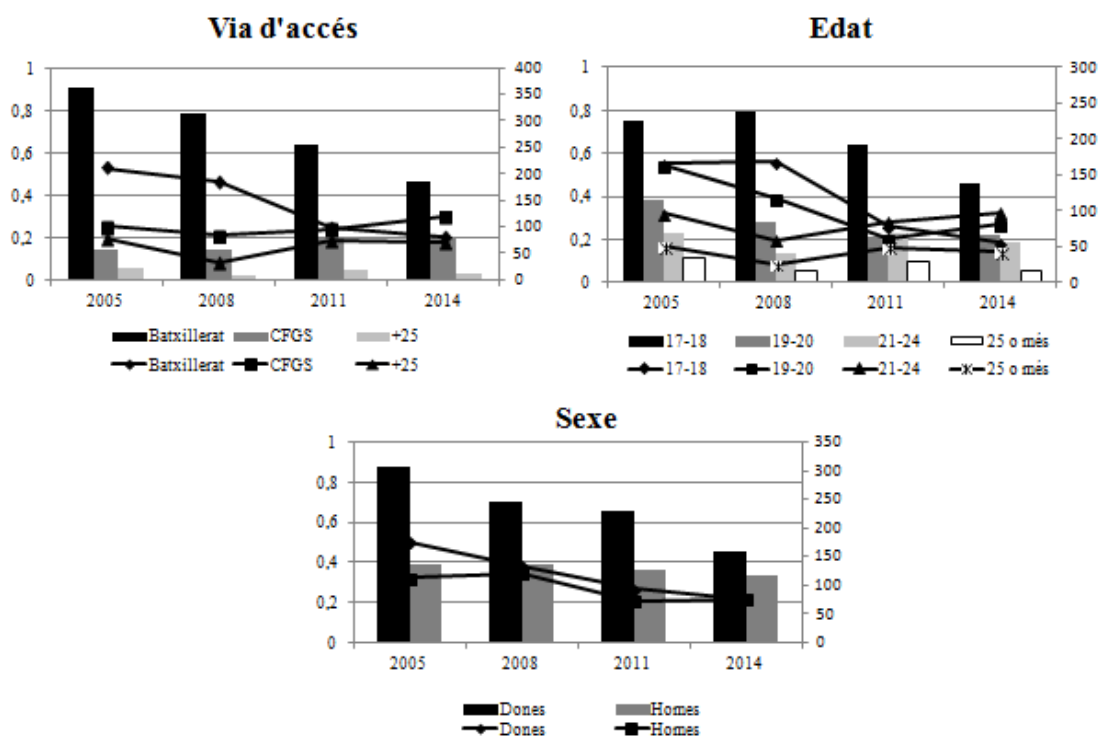 Via d'accés
1 0,8 0,6 0,4 0,2 0
400 350 300 250 200 150 100 50 0
2005 2008 2011 2014
Batxillerat CFGS +25
Batxillerat CFGS +25
Edat
1 0,8 0,6 0,4 0,2 0
300 250 200 150 100 50 0
2005 2008 2011 2014
17-18 19-20 21-24 25 o més
17-18 19-20 21-24 25 o més
Sexe
1 0,8 0,6 0,4 0,2 0
350 300 250 200 150 100 50 0
2005 2008 2011 2014
Dones Homes
Dones Homes